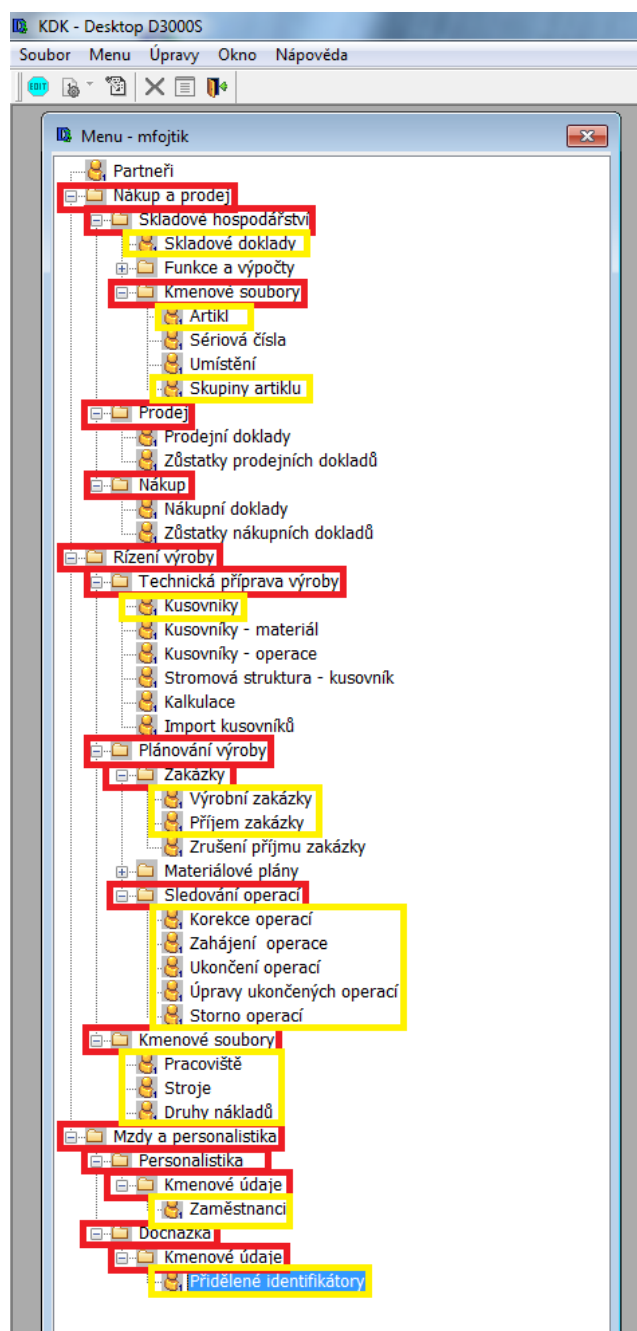 KDK - Desktop D3000S
Soubor Menu Úpravy Okno Nápověda
EDIT
Menu - mfojtik
Partneři
Nákup a prodej
Skladové hospodářství
Skladové doklady
Funkce a výpočty
Kmenové soubory
Artikl
Sériová čísla
Umístění
Skupiny artiklu
Prodej
Prodejní doklady
Zůstatky prodejních dokladů
Nákup
Nákupní doklady
Zůstatky nákupních dokladů
Řízení výroby
Technická příprava výroby
Kusovníky
Kusovníky - materiál
Kusovníky - operace
Stromová struktura - kusovník
Kalkulace
Import kusovníků
Plánování výroby
Zakázky
Výrobní zakázky
Příjem zakázky
Zrušení příjmu zakázky
Materiálové plány
Sledování operací
Korekce operací
Zahájení operace
Ukončení operací
Úpravy ukončených operací
Storno operací
Kmenové soubory
Pracoviště
Stroje
Druhy nákladů
Mzdy a personalistika
Personalistika
Kmenové údaje
Zaměstnanci
Docházka
Kmenové údaje
Přidělené identifikátory